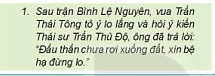 1. Sau trận Bình Lệ Nguyên, vua Trần
Thái Tông tỏ ý lo lắng và hỏi ý kiến
Thái sư Trần Thủ Độ, ông đã trả lời:
“Đầu thần chưa rơi xuống đất, xin bệ
hạ đừng lo.”